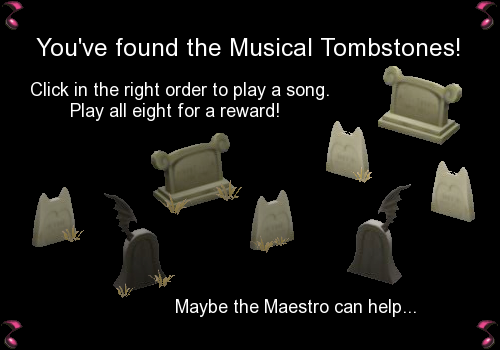 You've found the Musical Tombstones!
Click in the right order to play a song.
Play all eight for a reward!
Maybe the Maestro can help...